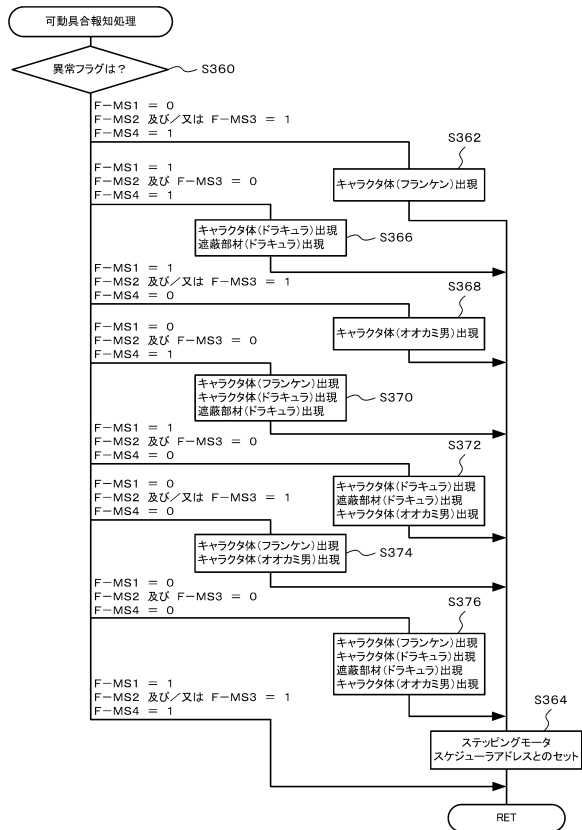 可動具合報知処理
異常フラグは？
S360
F－MS1 ＝ 0
F－MS2 及び／又は F－MS3 ＝ 1
F－MS4 ＝ 1
S362
キャラクタ体(フランケン)出現
F－MS1 ＝ 1
F－MS2 及び F－MS3 ＝ 0
F－MS4 ＝ 1
キャラクタ体(ドラキュラ)出現
遮蔽部材(ドラキュラ)出現
S366
F－MS1 ＝ 1
F－MS2 及び／又は F－MS3 ＝ 1
F－MS4 ＝ 0
S368
キャラクタ体(オオカミ男)出現
F－MS1 ＝ 0
F－MS2 及び F－MS3 ＝ 0
F－MS4 ＝ 1
キャラクタ体(フランケン)出現
キャラクタ体(ドラキュラ)出現
遮蔽部材(ドラキュラ)出現
S370
F－MS1 ＝ 1
F－MS2 及び F－MS3 ＝ 0
F－MS4 ＝ 0
S372
キャラクタ体(ドラキュラ)出現
遮蔽部材(ドラキュラ)出現
キャラクタ体(オオカミ男)出現
F－MS1 ＝ 0
F－MS2 及び／又は F－MS3 ＝ 1
F－MS4 ＝ 0
キャラクタ体(フランケン)出現
キャラクタ体(オオカミ男)出現
S374
F－MS1 ＝ 0
F－MS2 及び F－MS3 ＝ 0
F－MS4 ＝ 0
S376
キャラクタ体(フランケン)出現
キャラクタ体(ドラキュラ)出現
遮蔽部材(ドラキュラ)出現
キャラクタ体(オオカミ男)出現
F－MS1 ＝ 1
F－MS2 及び／又は F－MS3 ＝ 1
F－MS4 ＝ 1
S364
ステッピングモータ
スケジューラアドレスとのセット
RET